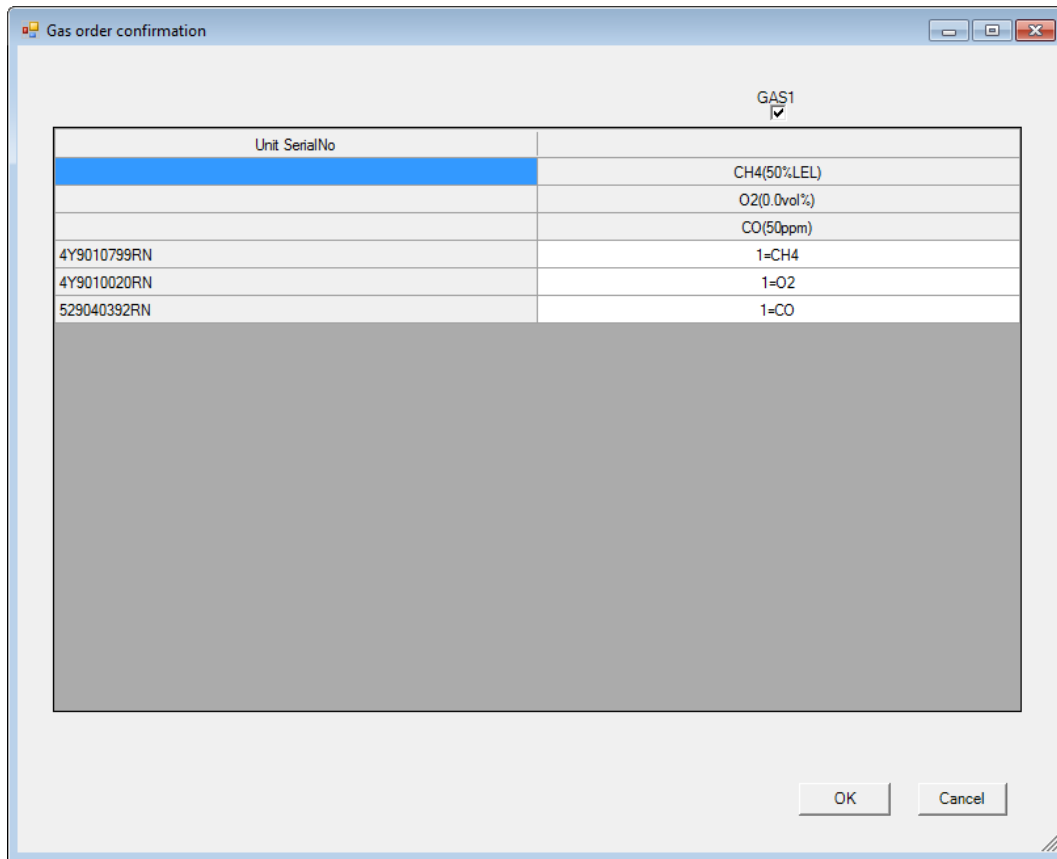 Gas order confirmation
GAS1
Unit SerialNo
CH4(50%LEL)
O2(0.0vol%)
CO(50ppm)
4Y9010799RN 1=CH4
4Y9010020RN 1=O2
529040392RN 1=CO
OK Cancel